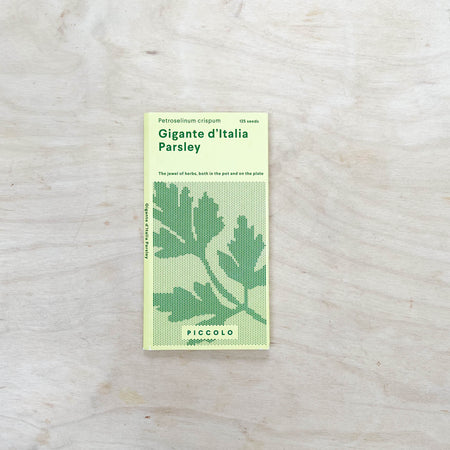 Petroselinum crispum 125 seeds
Gigante d'Italia
Parsley
The jewel of herbs, both in the pot and on the plate
Gigante d'Italia Parsley
PICCOLO